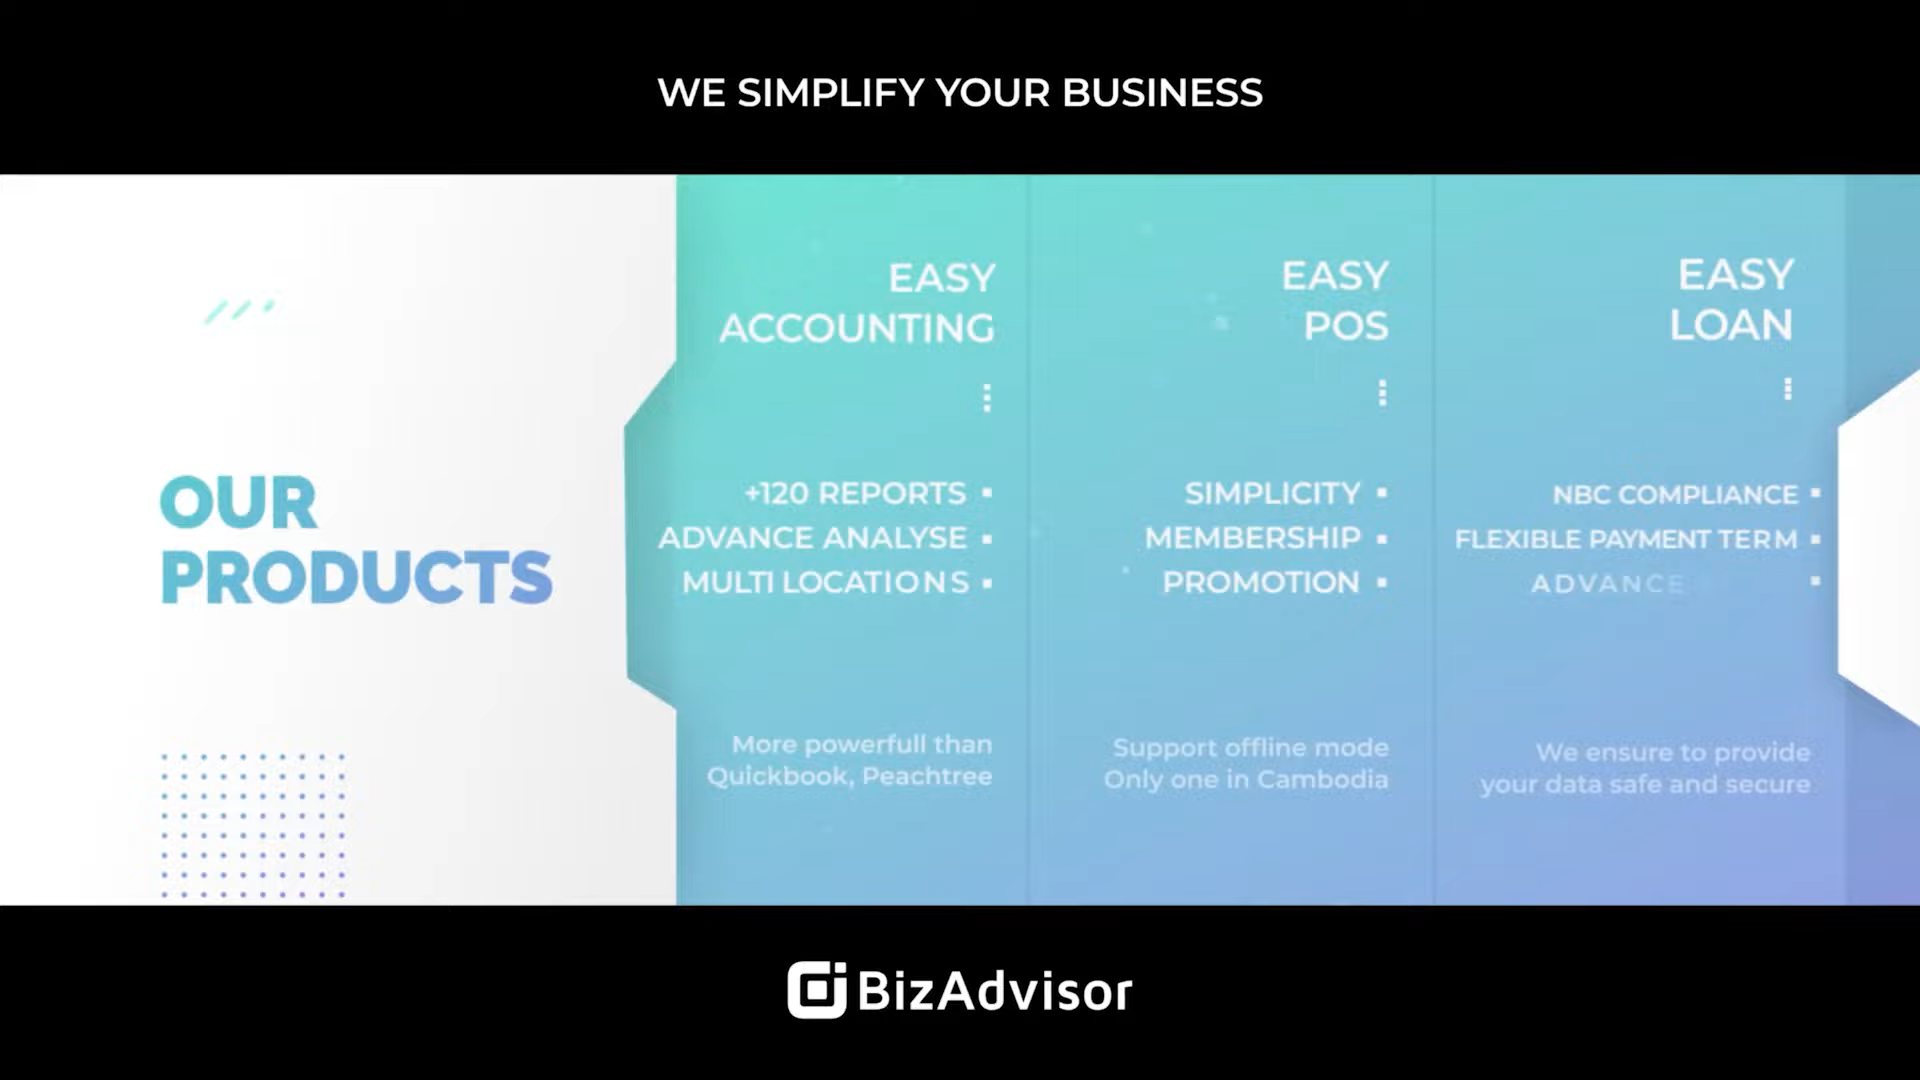 WE SIMPLIFY YOUR BUSINESS
OUR
PRODUCTS
EASY
ACCOUNTING
+120 REPORTS
ADVANCE ANALYSE
MULTI LOCATIONS
More powerfull than
Quickbook, Peachtree
EASY
POS
SIMPLICITY
MEMBERSHIP
PROMOTION
Support offline mode
Only one in Cambodia
EASY
LOAN
NBC COMPLIANCE
FLEXIBLE PAYMENT TERM
ADVANCE
We ensure to provide
your data safe and secure
BizAdvisor